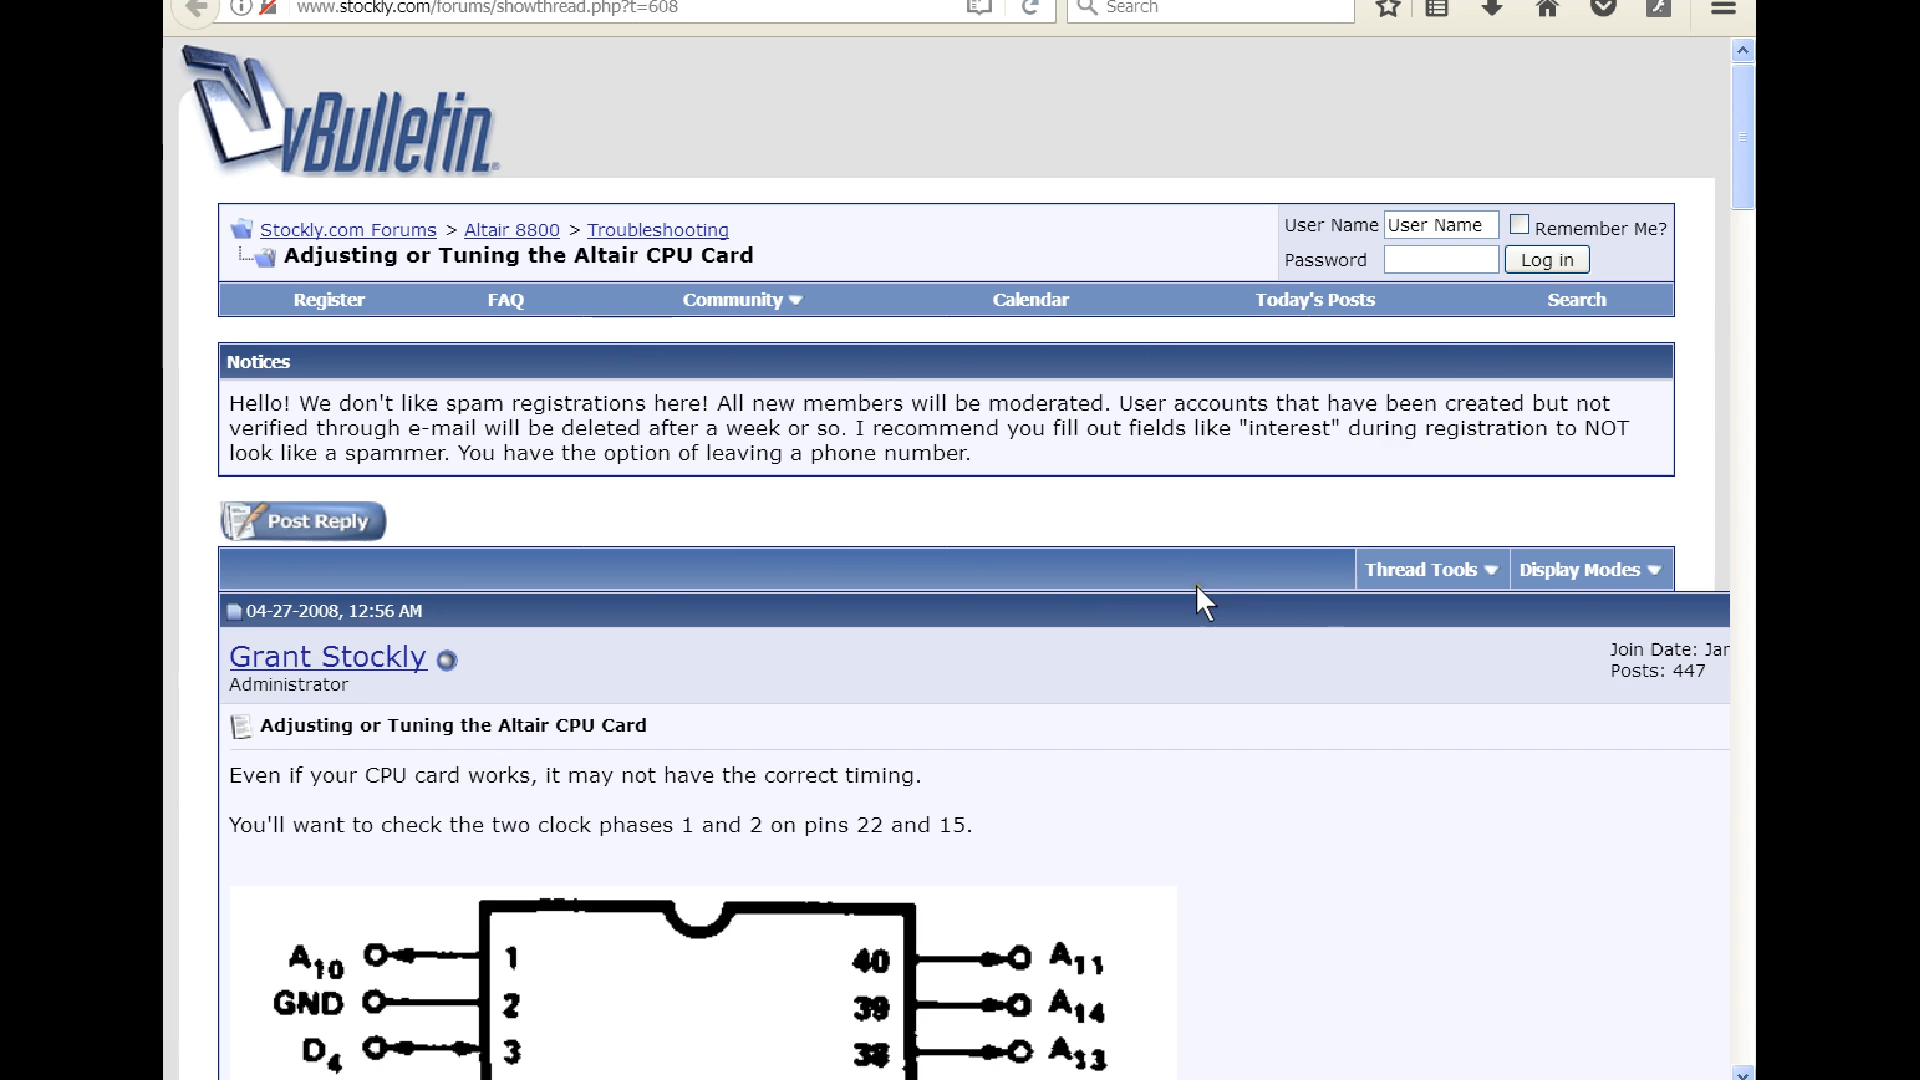 www.stockly.com/forums/showthread.php?t=608
Search
vBulletin
Stockly.com Forums > Altair 8800 > Troubleshooting
Adjusting or Tuning the Altair CPU Card
User Name User Name Remember Me?
Password Log in
Register FAQ Community Calendar Today's Posts Search
Notices
Hello! We don't like spam registrations here! All new members will be moderated. User accounts that have been created but not
verified through e-mail will be deleted after a week or so. I recommend you fill out fields like "interest" during registration to NOT
look like a spammer. You have the option of leaving a phone number.
Post Reply
Thread Tools Display Modes
04-27-2008, 12:56 AM
Grant Stockly
Administrator
Join Date: Jan
Posts: 447
Adjusting or Tuning the Altair CPU Card
Even if your CPU card works, it may not have the correct timing.
You'll want to check the two clock phases 1 and 2 on pins 22 and 15.
A10 1 40 A11
GND 2 39 A14
D4 3 38 A13